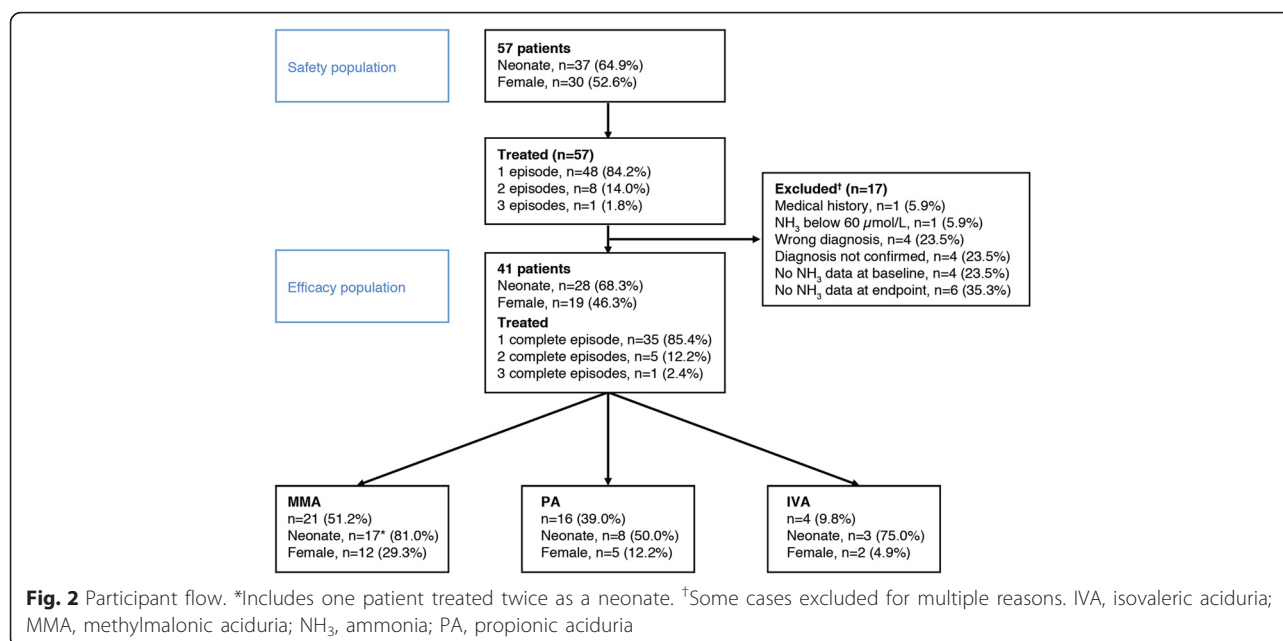 Safety population
57 patients
Neonate, n=37 (64.9%)
Female, n=30 (52.6%)
Treated (n=57)
1 episode, n=48 (84.2%)
2 episodes, n=8 (14.0%)
3 episodes, n=1 (1.8%)
Excluded† (n=17)
Medical history, n=1 (5.9%)
NH₃ below 60 µmol/L, n=1 (5.9%)
Wrong diagnosis, n=4 (23.5%)
Diagnosis not confirmed, n=4 (23.5%)
No NH₃ data at baseline, n=4 (23.5%)
No NH₃ data at endpoint, n=6 (35.3%)
Efficacy population
41 patients
Neonate, n=28 (68.3%)
Female, n=19 (46.3%)
Treated
1 complete episode, n=35 (85.4%)
2 complete episodes, n=5 (12.2%)
3 complete episodes, n=1 (2.4%)
MMA
n=21 (51.2%)
Neonate, n=17* (81.0%)
Female, n=12 (29.3%)
PA
n=16 (39.0%)
Neonate, n=8 (50.0%)
Female, n=5 (12.2%)
IVA
n=4 (9.8%)
Neonate, n=3 (75.0%)
Female, n=2 (4.9%)
Fig. 2 Participant flow. *Includes one patient treated twice as a neonate. †Some cases excluded for multiple reasons. IVA, isovaleric aciduria;
MMA, methylmalonic aciduria; NH₃, ammonia; PA, propionic aciduria